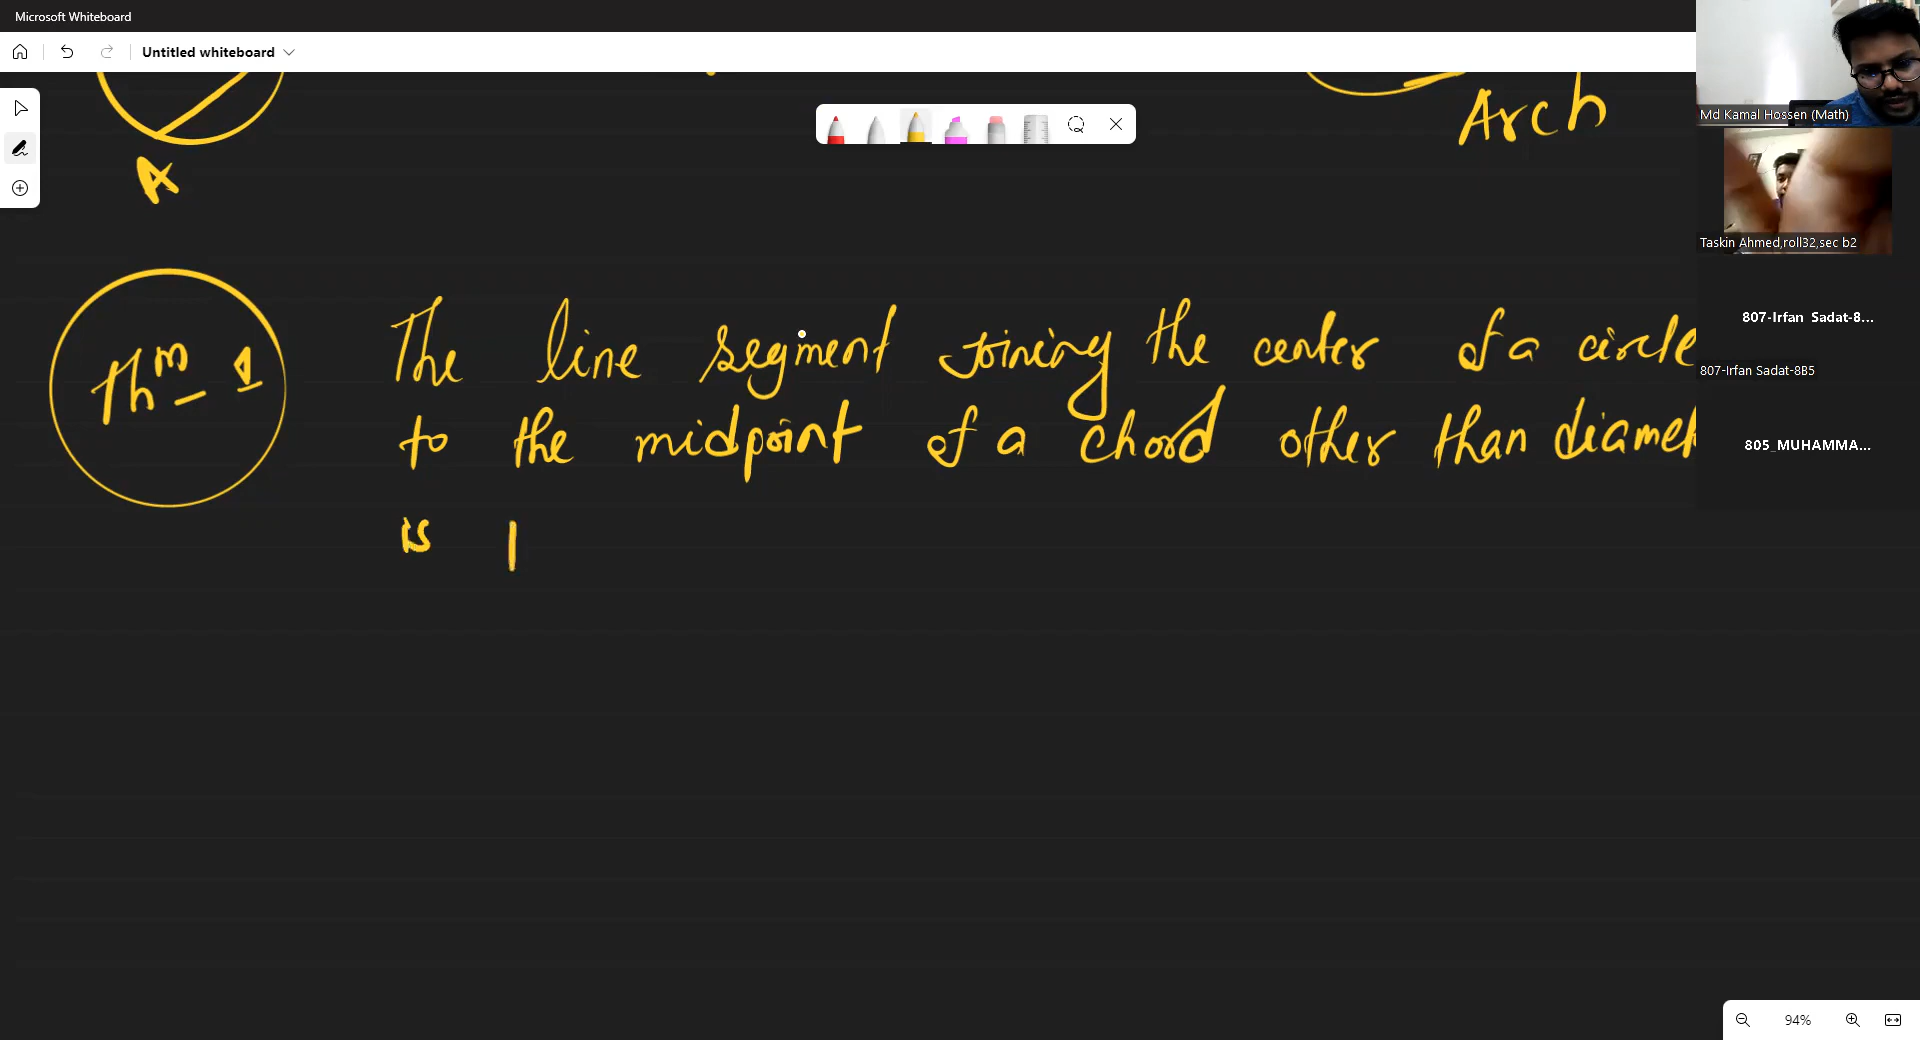 Microsoft Whiteboard
Untitled whiteboard
Md Kamal Hossen (Math)
Arch
A
Taskin Ahmed,roll32,sec b2
Thm - 1
The line segment joining the center of a circle
to the midpoint of a chord other than diamet
is
807-Irfan Sadat-8...
807-Irfan Sadat-8B5
805_MUHAMMA...
94%